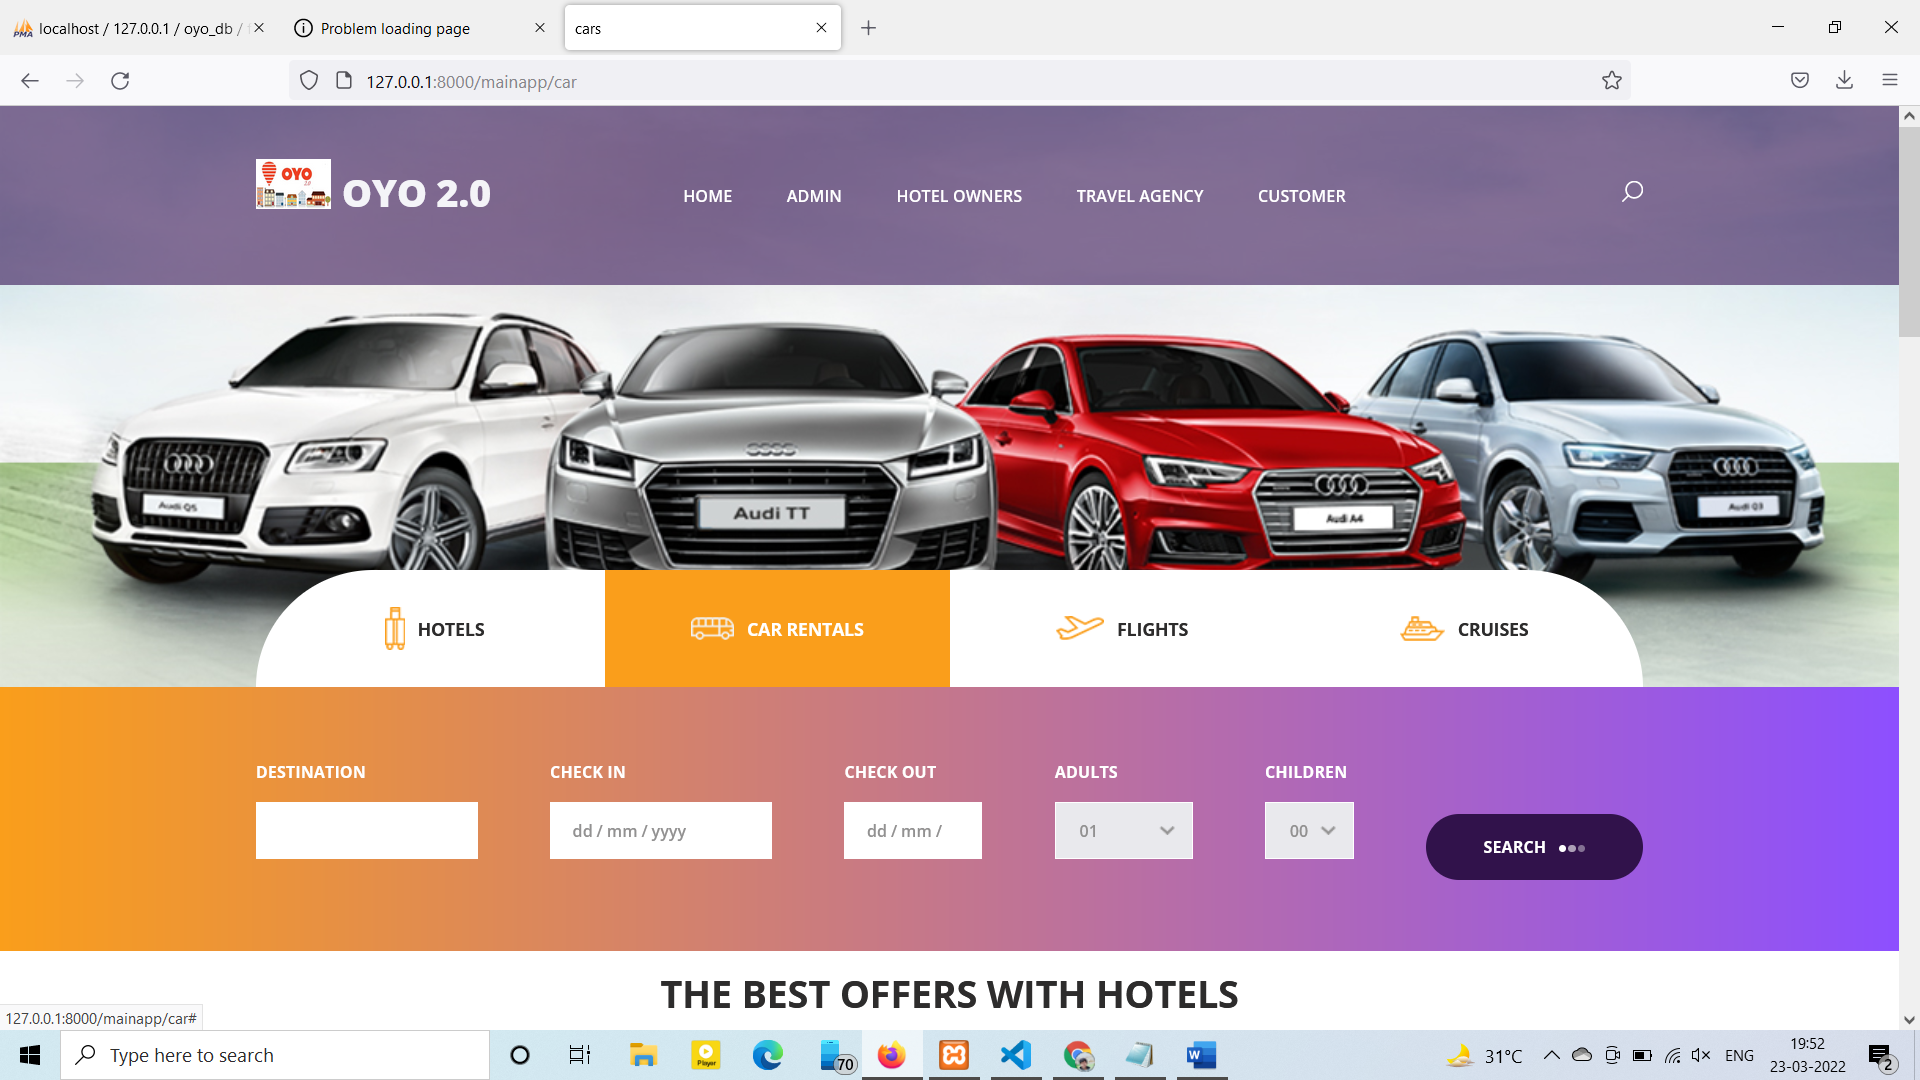 localhost / 127.0.0.1 / oyo_db /
Problem loading page
cars
127.0.0.1:8000/mainapp/car
OYO
2.0
OYO 2.0
HOME
ADMIN
HOTEL OWNERS
TRAVEL AGENCY
CUSTOMER
Audi Q5
Audi TT
Audi A4
Audi Q3
HOTELS
CAR RENTALS
FLIGHTS
CRUISES
DESTINATION
CHECK IN
CHECK OUT
ADULTS
CHILDREN
dd / mm / yyyy
dd / mm /
01
00
SEARCH
THE BEST OFFERS WITH HOTELS
127.0.0.1:8000/mainapp/car#
Type here to search
Player
70
W
31°C
ENG
19:52
23-03-2022
2